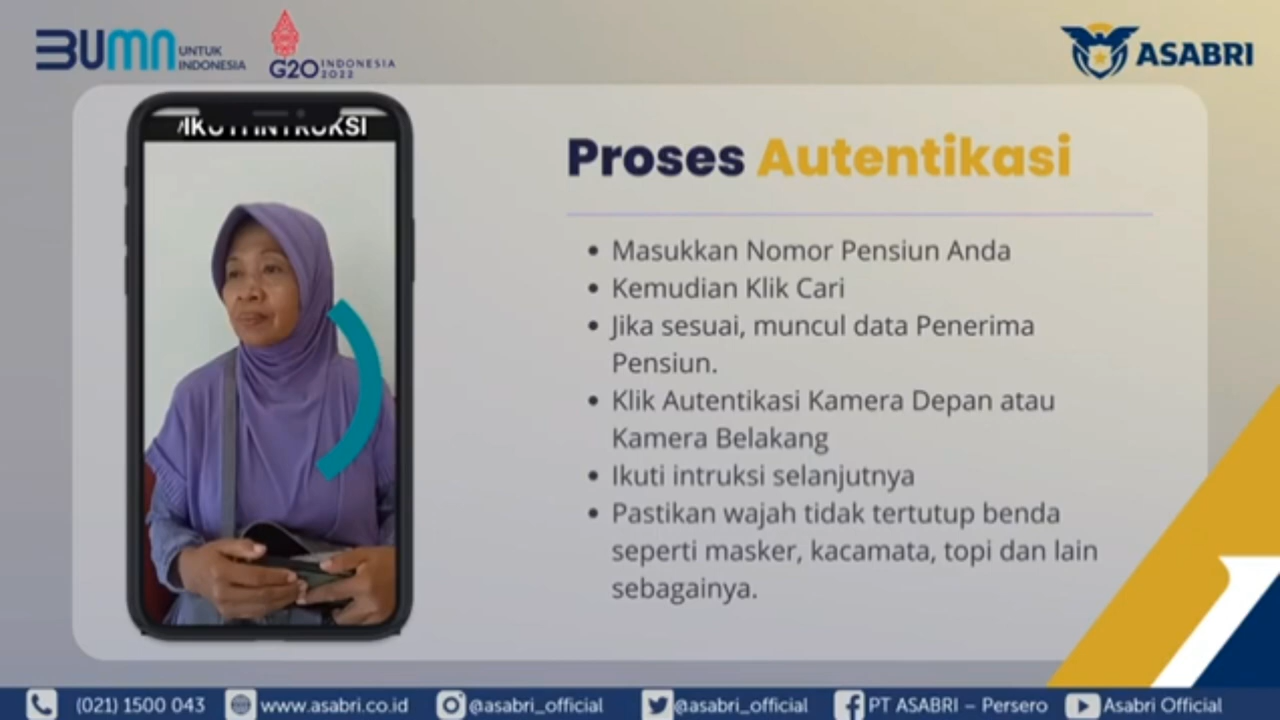 BUMN UNTUK
INDONESIA
G20 INDONESIA
2022
ASABRI
IKUTI INTRUKSI
Proses Autentikasi
• Masukkan Nomor Pensiun Anda
• Kemudian Klik Cari
• Jika sesuai, muncul data Penerima
Pensiun.
• Klik Autentikasi Kamera Depan atau
Kamera Belakang
• Ikuti intruksi selanjutnya
• Pastikan wajah tidak tertutup benda
seperti masker, kacamata, topi dan lain
sebagainya.
(021) 1500 043 www.asabri.co.id @asabri_official @asabri_official PT ASABRI – Persero Asabri Official